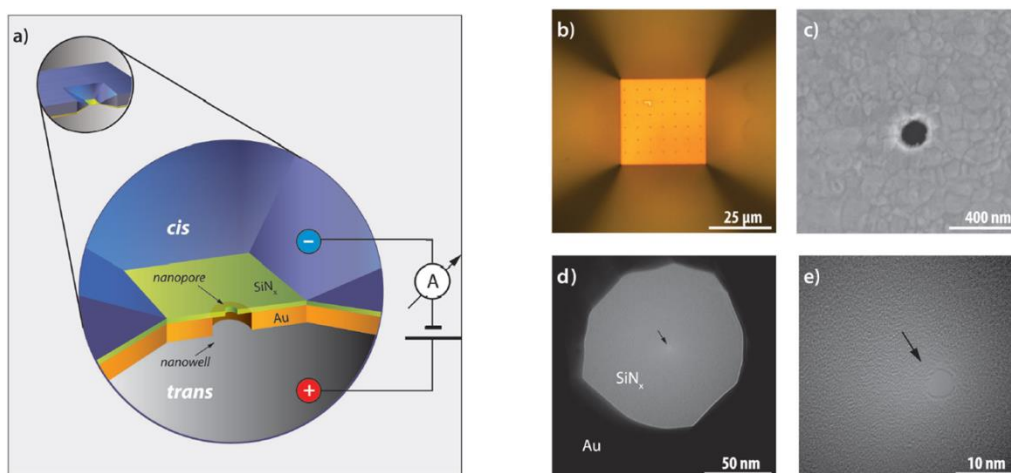 a)
cis
−
nanopore
SiNₓ
A
Au
nanowell
trans
+
b)
25 µm
c)
400 nm
d)
SiNₓ
Au
50 nm
e)
10 nm